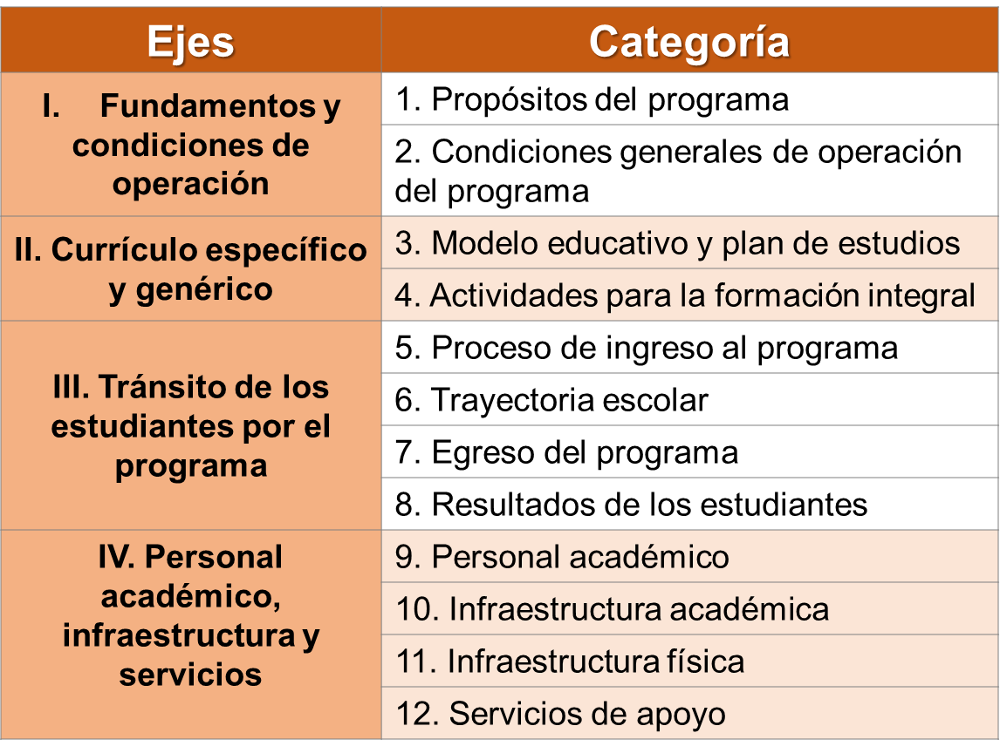 Ejes
Categoría
I. Fundamentos y
condiciones de
operación
1. Propósitos del programa
2. Condiciones generales de operación
del programa
II. Currículo específico
y genérico
3. Modelo educativo y plan de estudios
4. Actividades para la formación integral
III. Tránsito de los
estudiantes por el
programa
5. Proceso de ingreso al programa
6. Trayectoria escolar
7. Egreso del programa
8. Resultados de los estudiantes
IV. Personal
académico,
infraestructura y
servicios
9. Personal académico
10. Infraestructura académica
11. Infraestructura física
12. Servicios de apoyo